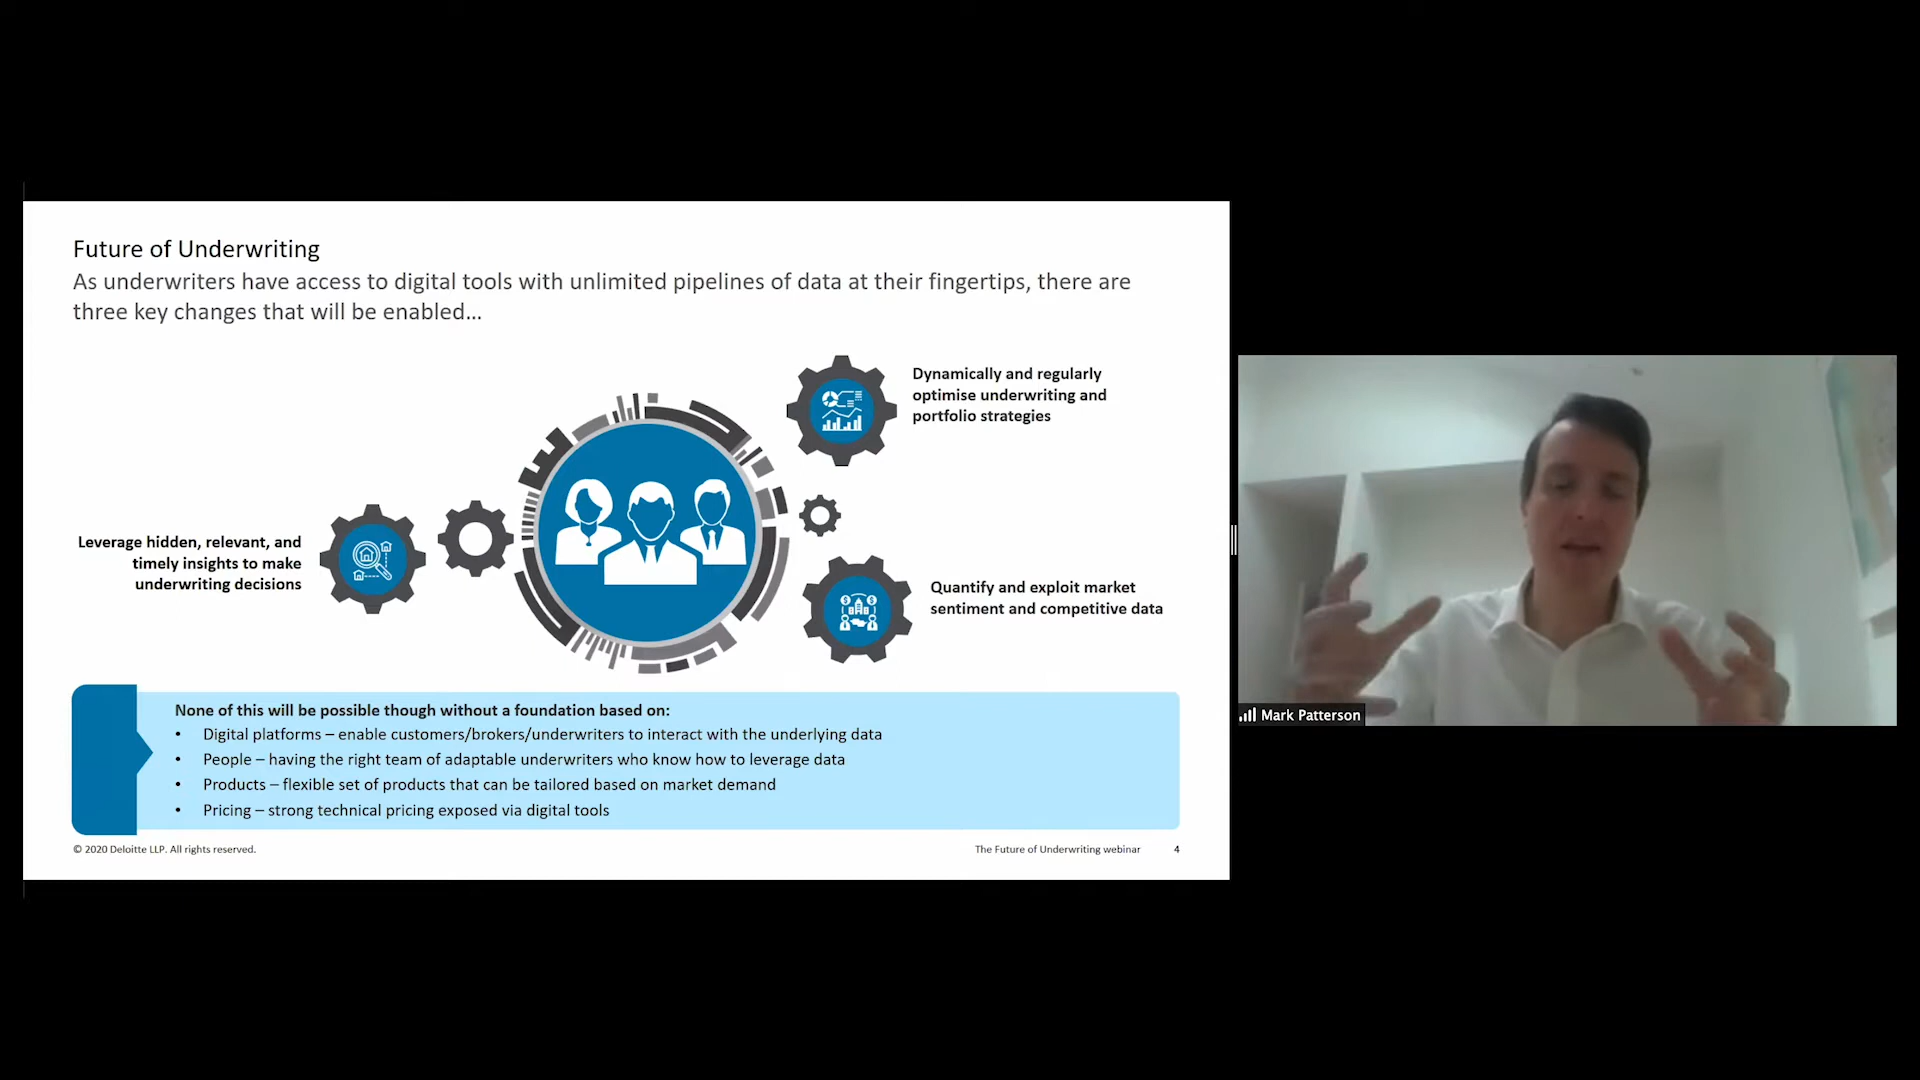 Future of Underwriting
As underwriters have access to digital tools with unlimited pipelines of data at their fingertips, there are
three key changes that will be enabled...
Dynamically and regularly
optimise underwriting and
portfolio strategies
Leverage hidden, relevant, and
timely insights to make
underwriting decisions
Quantify and exploit market
sentiment and competitive data
None of this will be possible though without a foundation based on:
• Digital platforms – enable customers/brokers/underwriters to interact with the underlying data
• People – having the right team of adaptable underwriters who know how to leverage data
• Products – flexible set of products that can be tailored based on market demand
• Pricing – strong technical pricing exposed via digital tools
© 2020 Deloitte LLP. All rights reserved.
The Future of Underwriting webinar 4
Mark Patterson